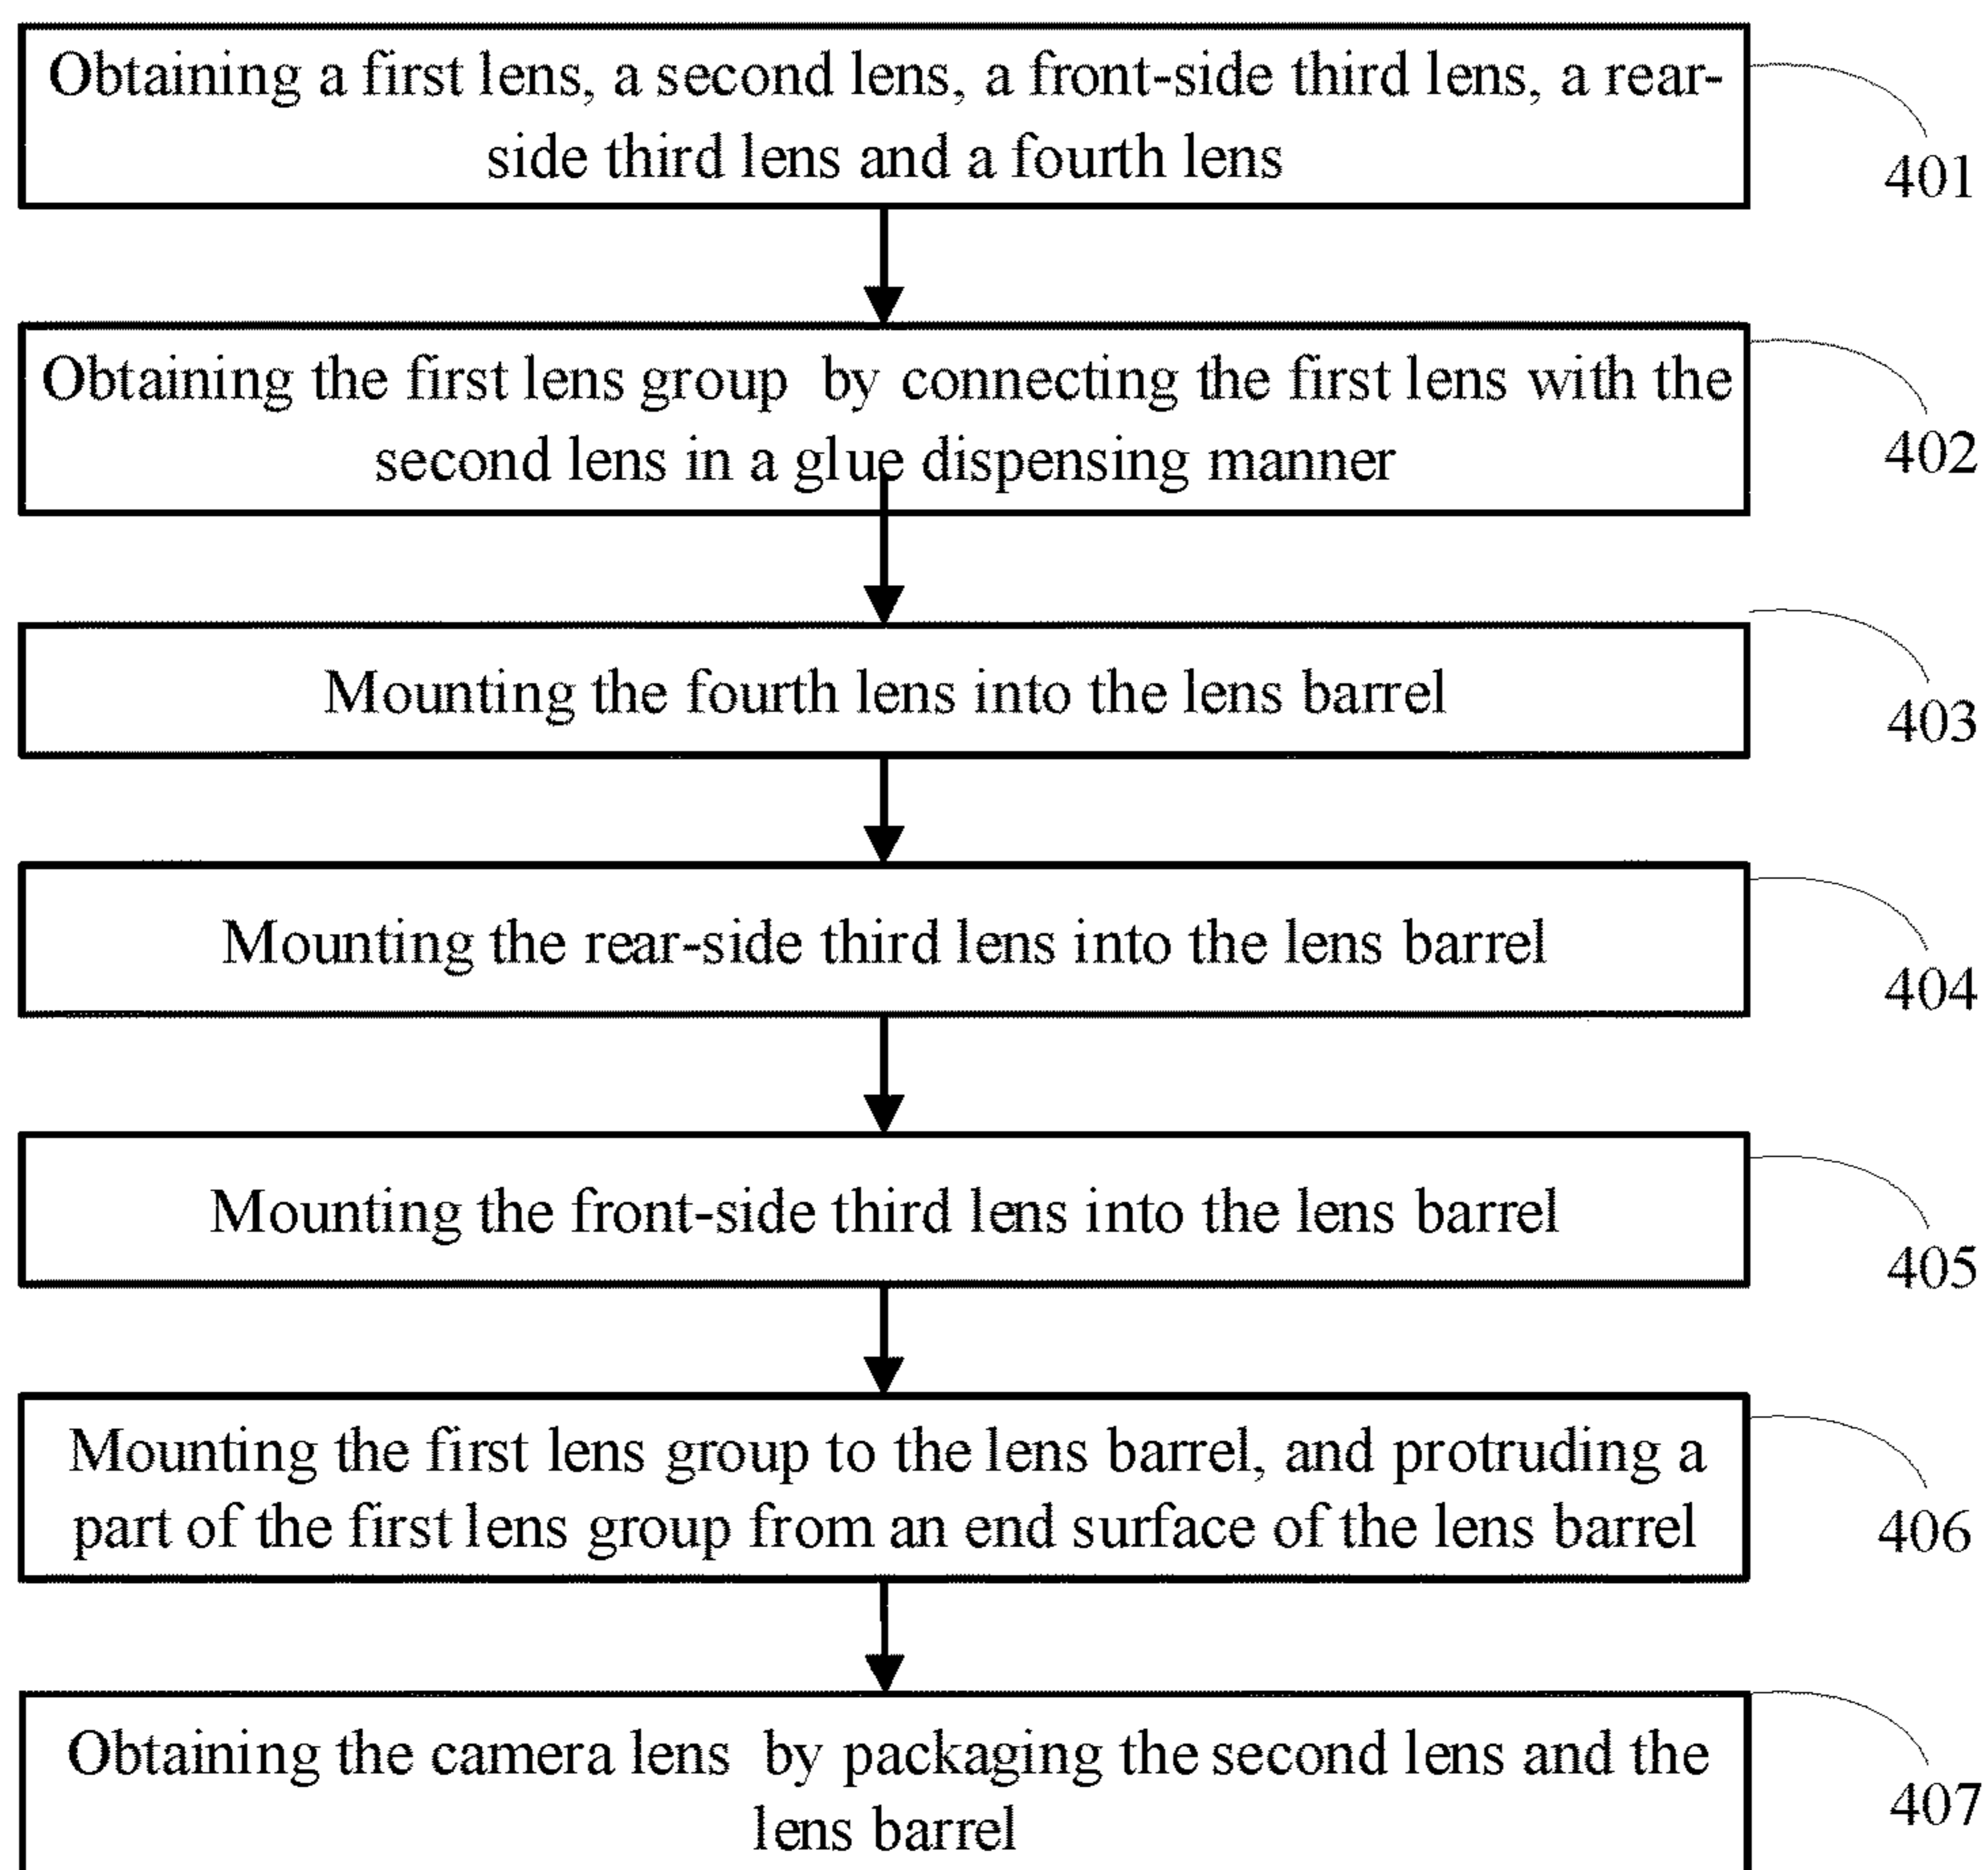 Obtaining a first lens, a second lens, a front-side third lens, a rear-
side third lens and a fourth lens
401
Obtaining the first lens group by connecting the first lens with the
second lens in a glue dispensing manner
402
Mounting the fourth lens into the lens barrel
403
Mounting the rear-side third lens into the lens barrel
404
Mounting the front-side third lens into the lens barrel
405
Mounting the first lens group to the lens barrel, and protruding a
part of the first lens group from an end surface of the lens barrel
406
Obtaining the camera lens by packaging the second lens and the
lens barrel
407